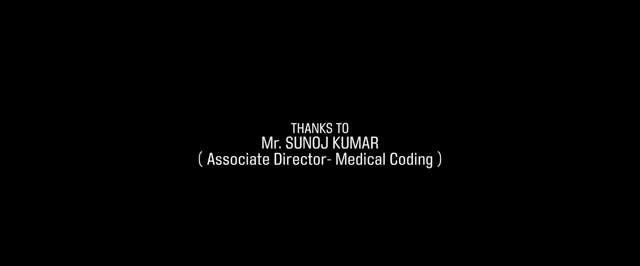 THANKS TO
Mr. SUNOJ KUMAR
( Associate Director- Medical Coding )